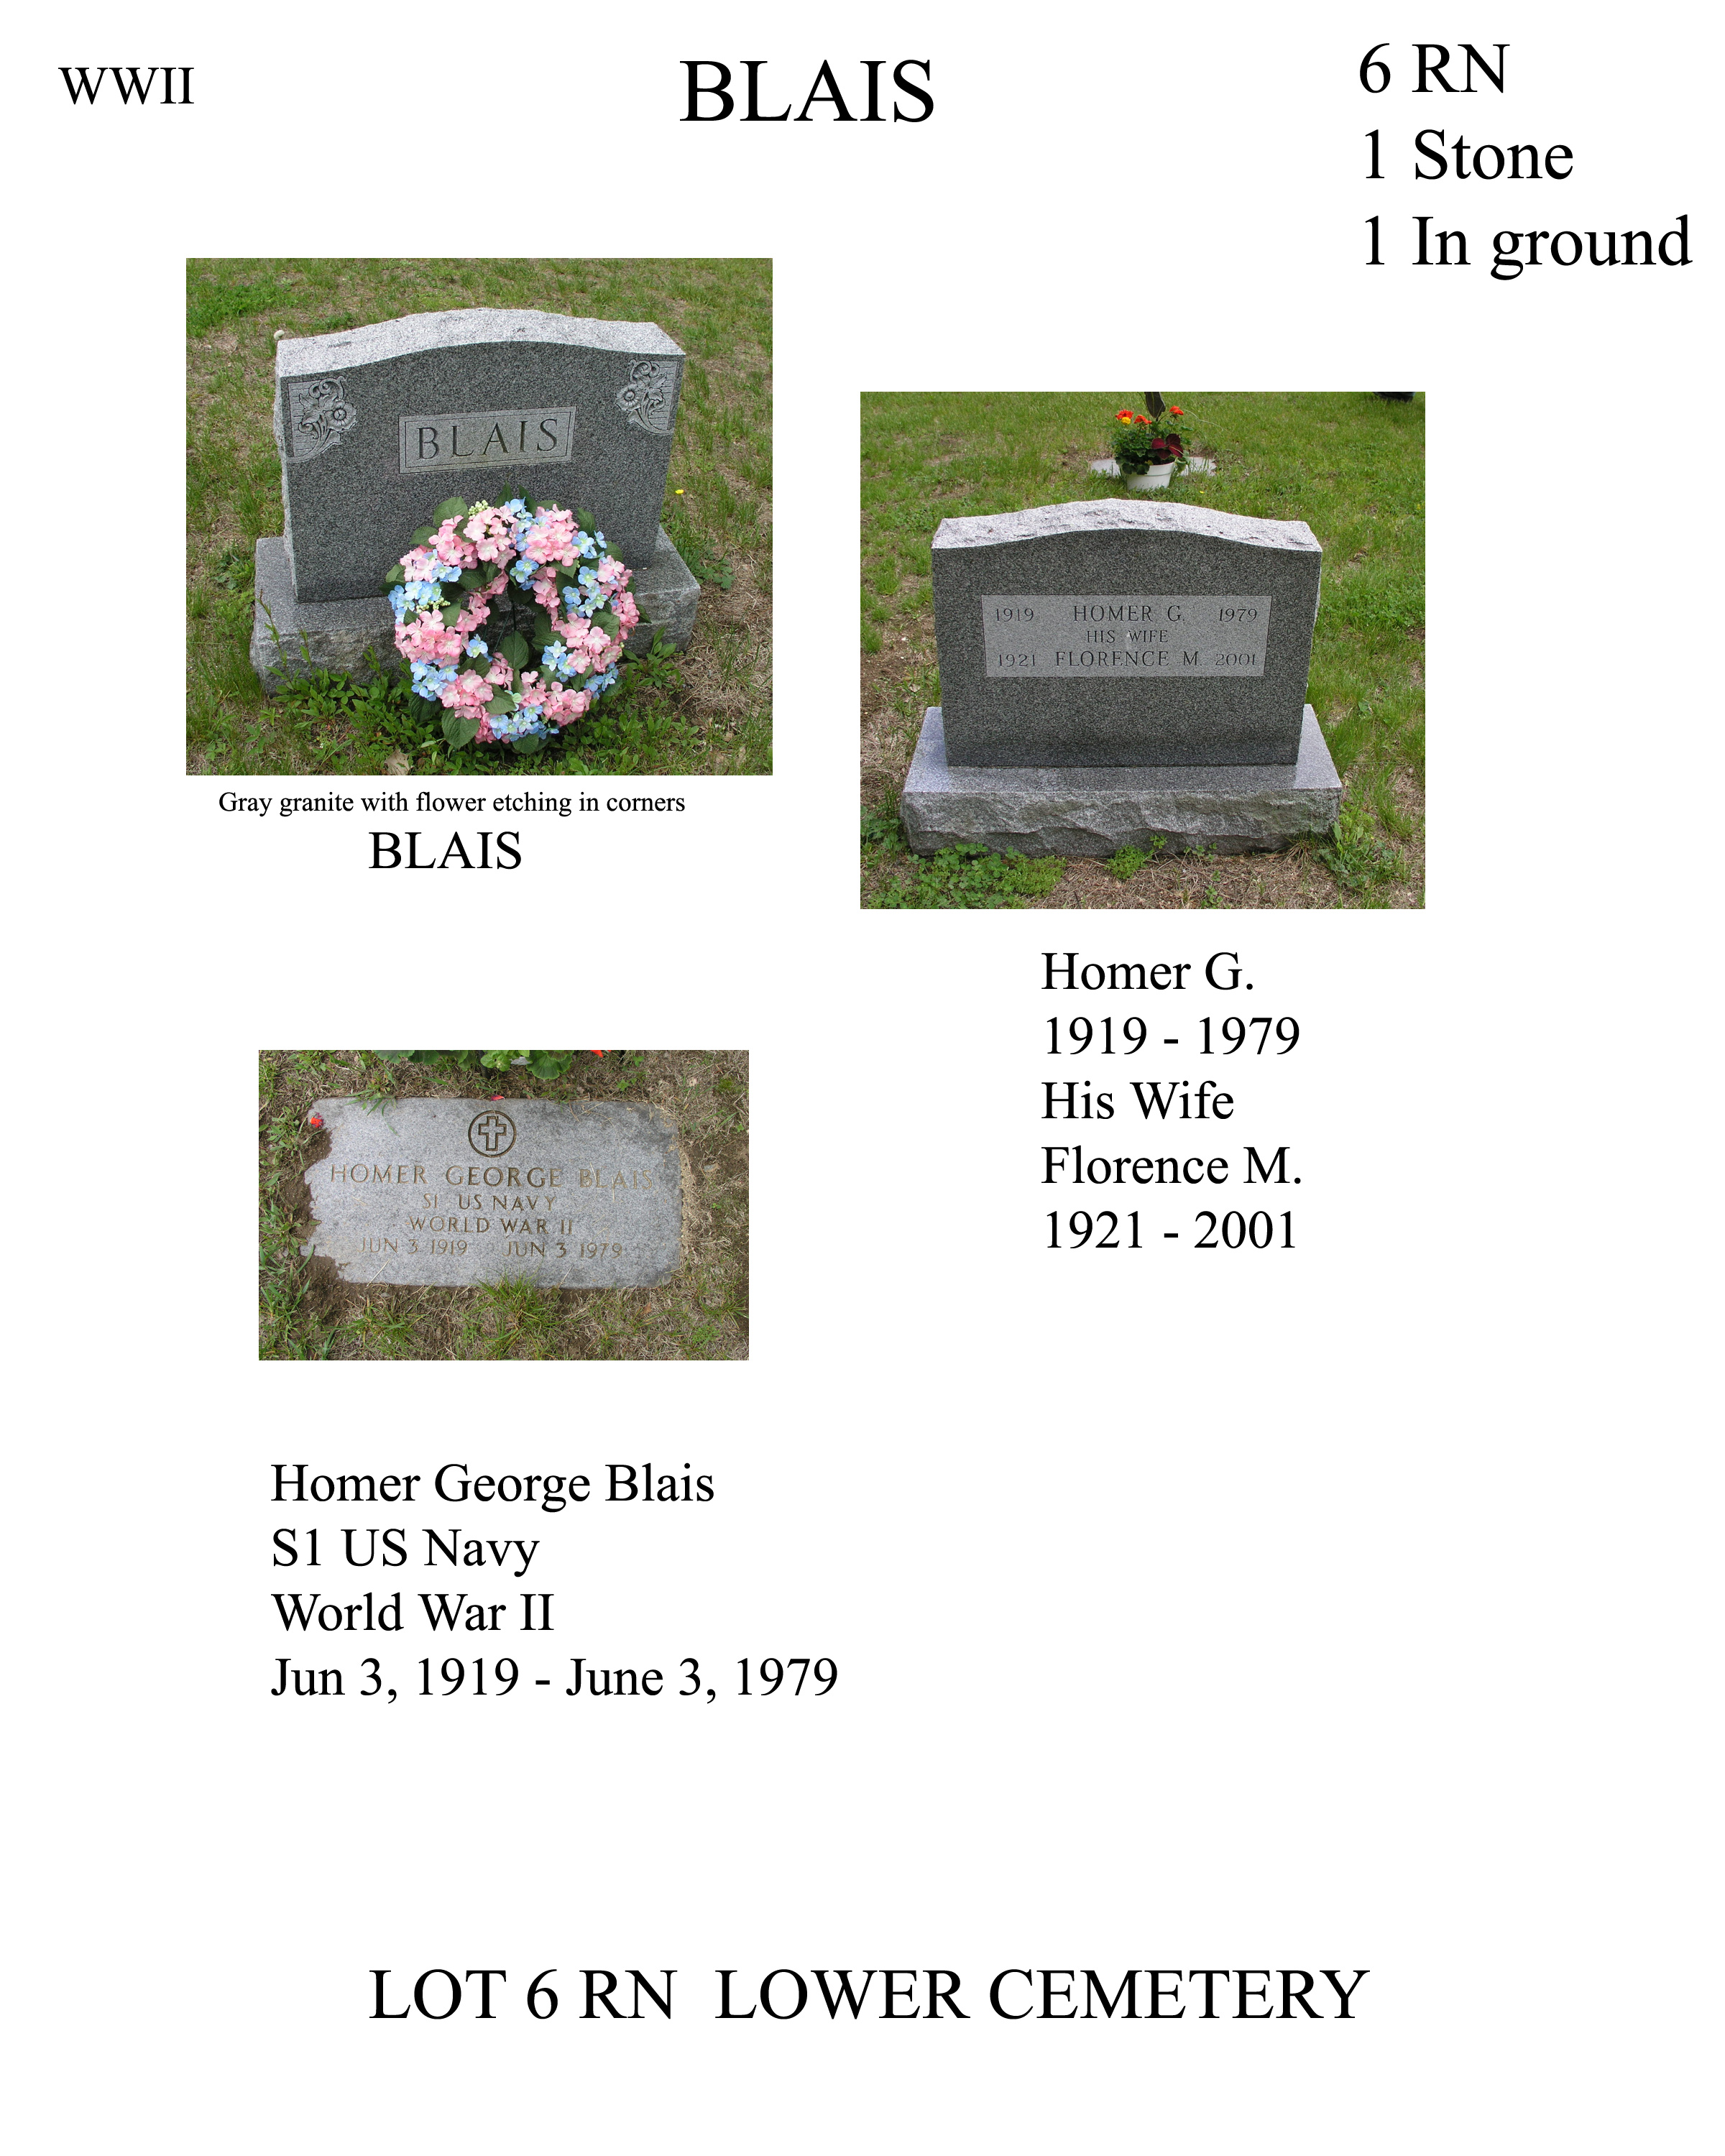 WWII
BLAIS
6 RN
1 Stone
1 In ground
BLAIS
Gray granite with flower etching in corners
BLAIS
1919 HOMER G. 1979
HIS WIFE
1921 FLORENCE M. 2001
Homer G.
1919 - 1979
His Wife
Florence M.
1921 - 2001
HOMER GEORGE BLAIS
S1 US NAVY
WORLD WAR II
JUN 3 1919 JUN 3 1979
Homer George Blais
S1 US Navy
World War II
Jun 3, 1919 - June 3, 1979
LOT 6 RN LOWER CEMETERY